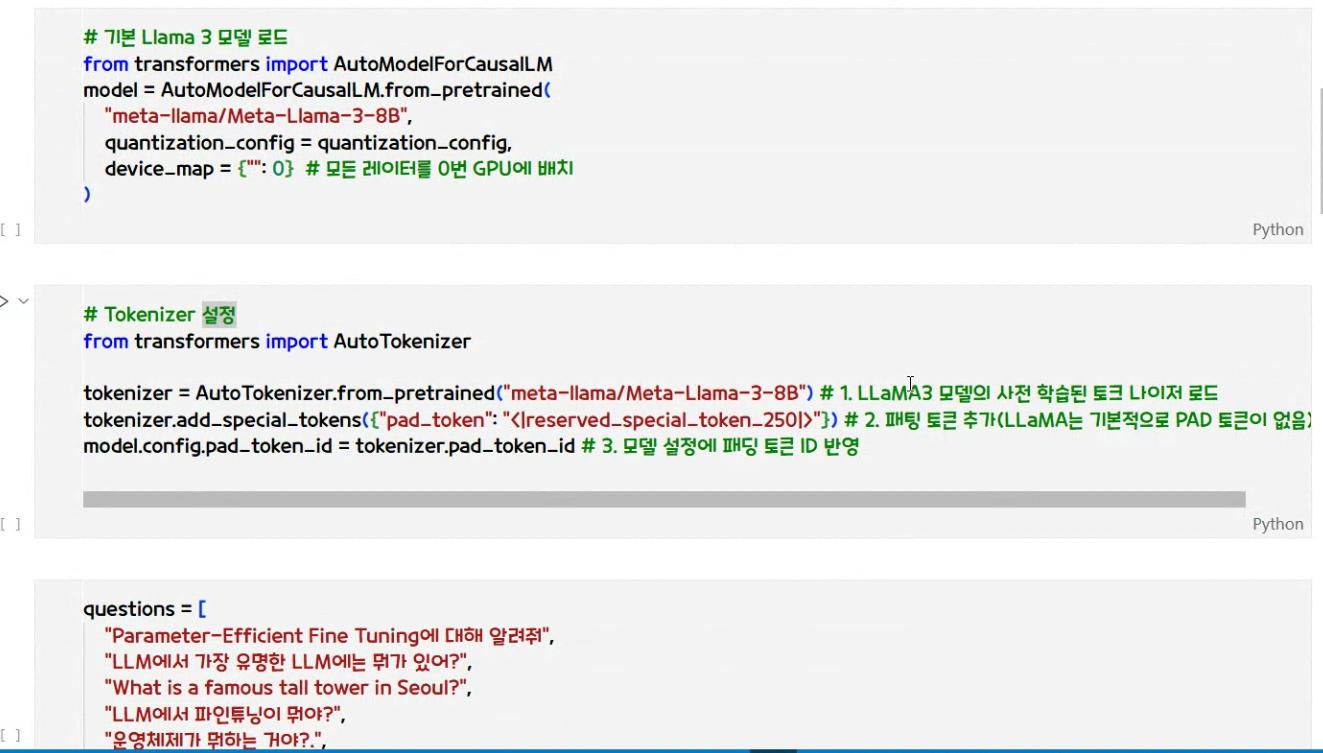 # 기본 Llama 3 모델 로드
from transformers import AutoModelForCausalLM
model = AutoModelForCausalLM.from_pretrained(
"meta-llama/Meta-Llama-3-8B",
quantization_config = quantization_config,
device_map = {"": 0} # 모든 레이터를 0번 GPU에 배치
)
[ ]
Python
# Tokenizer 설정
from transformers import AutoTokenizer
tokenizer = AutoTokenizer.from_pretrained("meta-llama/Meta-Llama-3-8B") # 1. LLaMA3 모델의 사전 학습된 토크 나이저 로드
tokenizer.add_special_tokens({"pad_token": "<|reserved_special_token_250|>"}) # 2. 패팅 토큰 추가(LLaMA는 기본적으로 PAD 토큰이 없음)
model.config.pad_token_id = tokenizer.pad_token_id # 3. 모델 설정에 패딩 토큰 ID 반영
[ ]
Python
questions = [
"Parameter-Efficient Fine Tuning에 대해 알려줘",
"LLM에서 가장 유명한 LLM에는 뭐가 있어?",
"What is a famous tall tower in Seoul?",
"LLM에서 파인튜닝이 뭐야?",
"운영체제가 뭐하는 거야?.",
[ ]